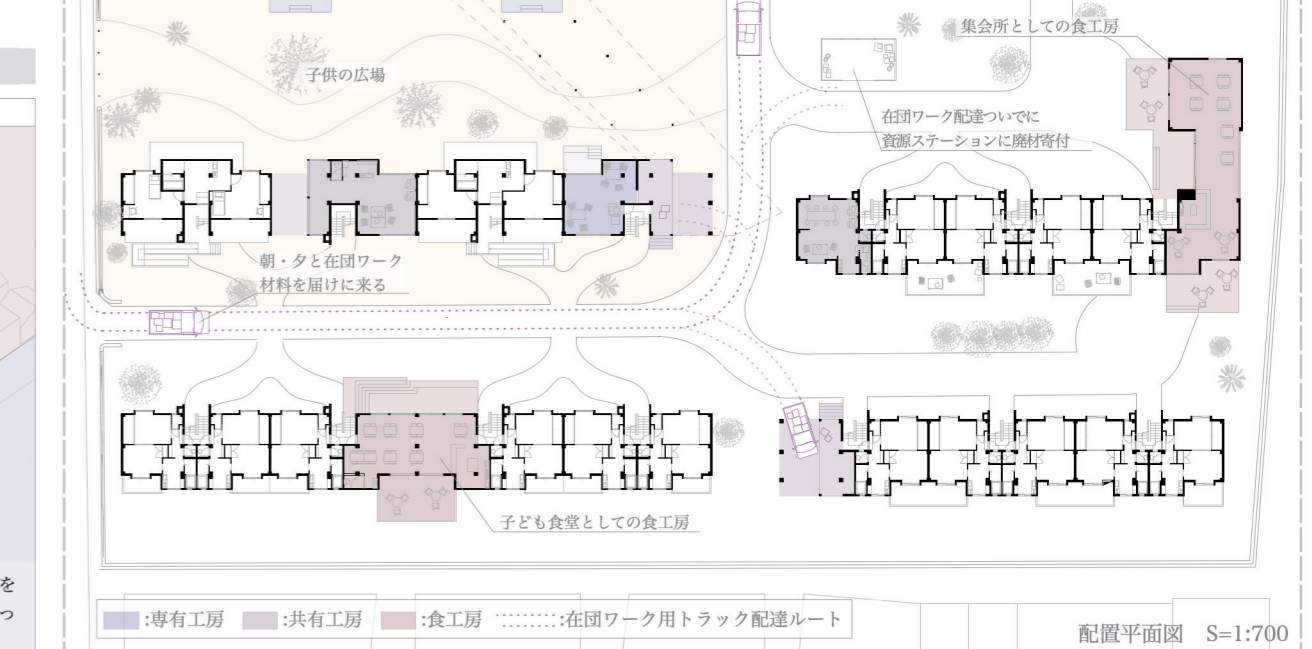 集会所としての食工房
子供の広場
在団ワーク配達ついでに
資源ステーションに廃材寄付
朝・夕と在団ワーク
材料を届けに来る
子ども食堂としての食工房
を
つ
:専有工房 :共有工房 :食工房 :在団ワーク用トラック配達ルート
配置平面図 S=1:700